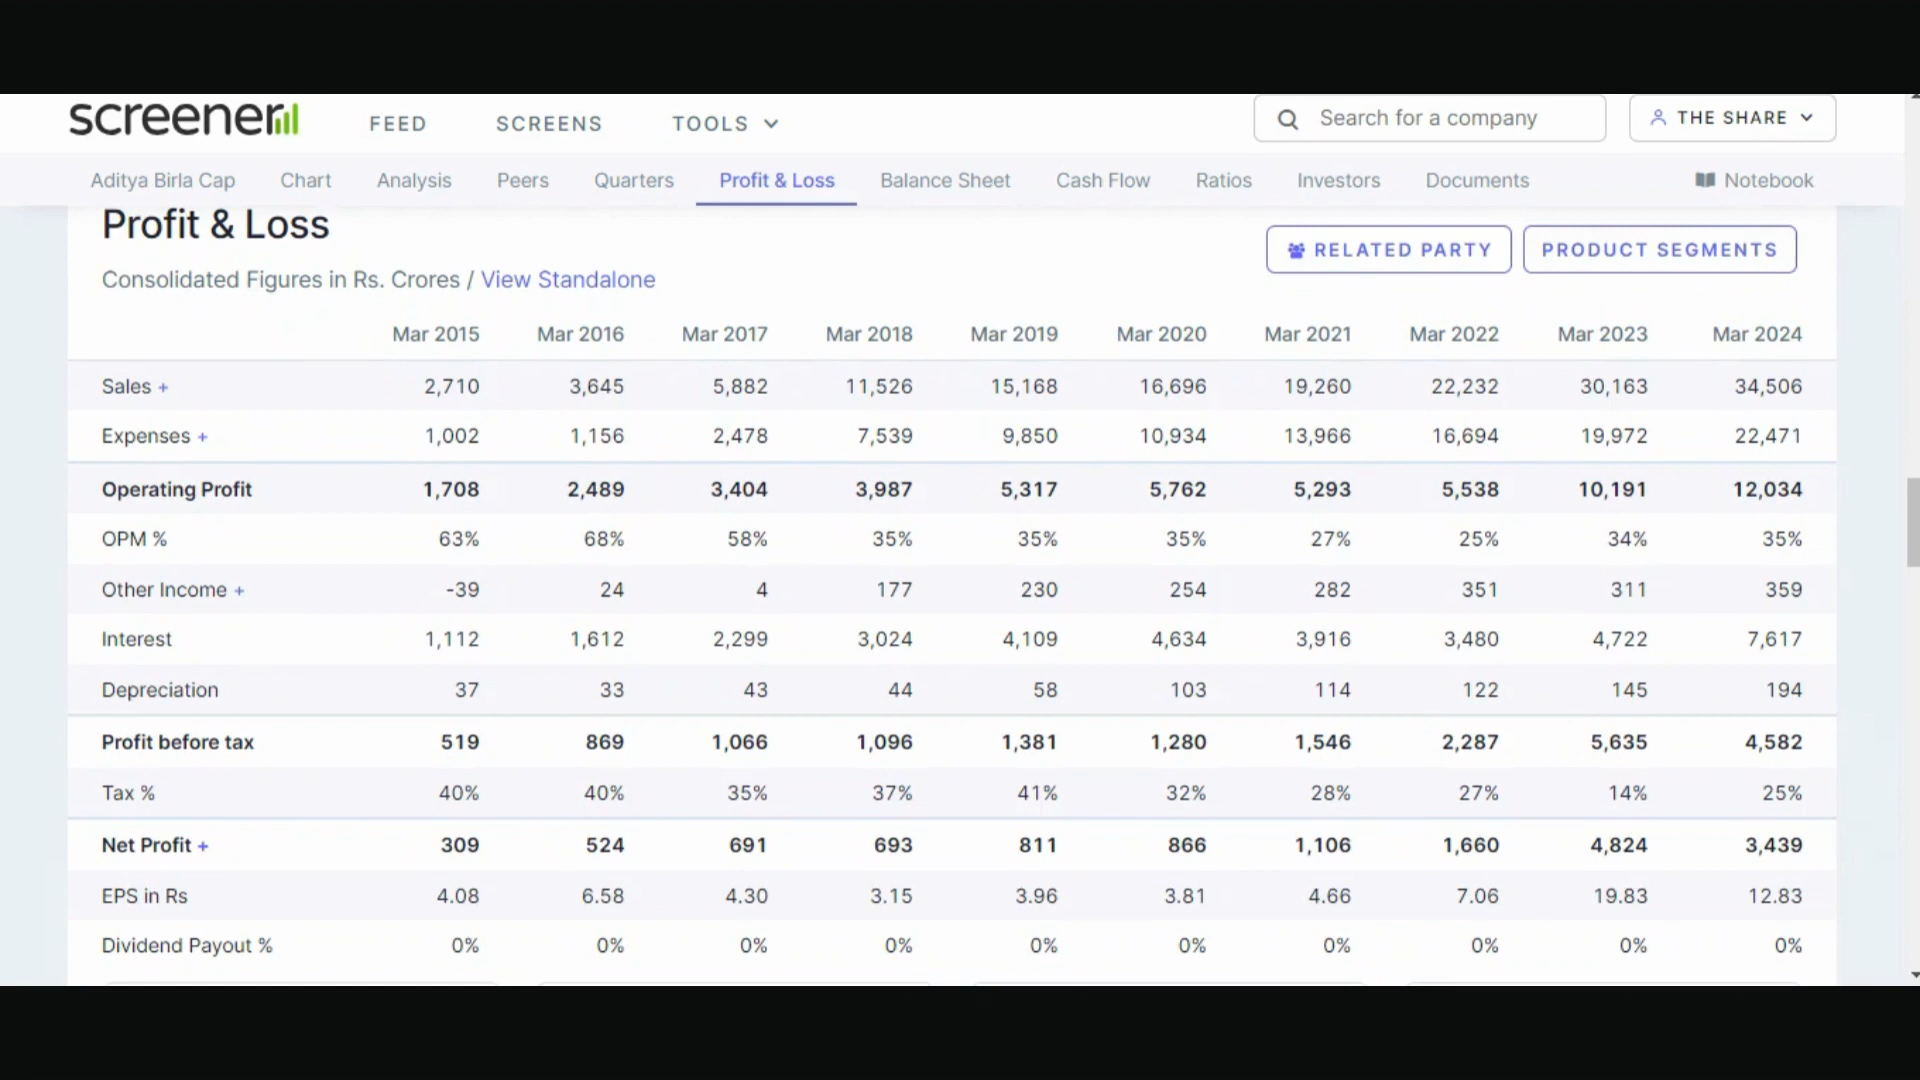 screener
FEED SCREENS TOOLS
Search for a company
THE SHARE
Aditya Birla Cap Chart Analysis Peers Quarters Profit & Loss Balance Sheet Cash Flow Ratios Investors Documents Notebook
Profit & Loss
RELATED PARTY PRODUCT SEGMENTS
Consolidated Figures in Rs. Crores / View Standalone
Mar 2015 Mar 2016 Mar 2017 Mar 2018 Mar 2019 Mar 2020 Mar 2021 Mar 2022 Mar 2023 Mar 2024
Sales + 2,710 3,645 5,882 11,526 15,168 16,696 19,260 22,232 30,163 34,506
Expenses + 1,002 1,156 2,478 7,539 9,850 10,934 13,966 16,694 19,972 22,471
Operating Profit 1,708 2,489 3,404 3,987 5,317 5,762 5,293 5,538 10,191 12,034
OPM % 63% 68% 58% 35% 35% 35% 27% 25% 34% 35%
Other Income + -39 24 4 177 230 254 282 351 311 359
Interest 1,112 1,612 2,299 3,024 4,109 4,634 3,916 3,480 4,722 7,617
Depreciation 37 33 43 44 58 103 114 122 145 194
Profit before tax 519 869 1,066 1,096 1,381 1,280 1,546 2,287 5,635 4,582
Tax % 40% 40% 35% 37% 41% 32% 28% 27% 14% 25%
Net Profit + 309 524 691 693 811 866 1,106 1,660 4,824 3,439
EPS in Rs 4.08 6.58 4.30 3.15 3.96 3.81 4.66 7.06 19.83 12.83
Dividend Payout % 0% 0% 0% 0% 0% 0% 0% 0% 0% 0%